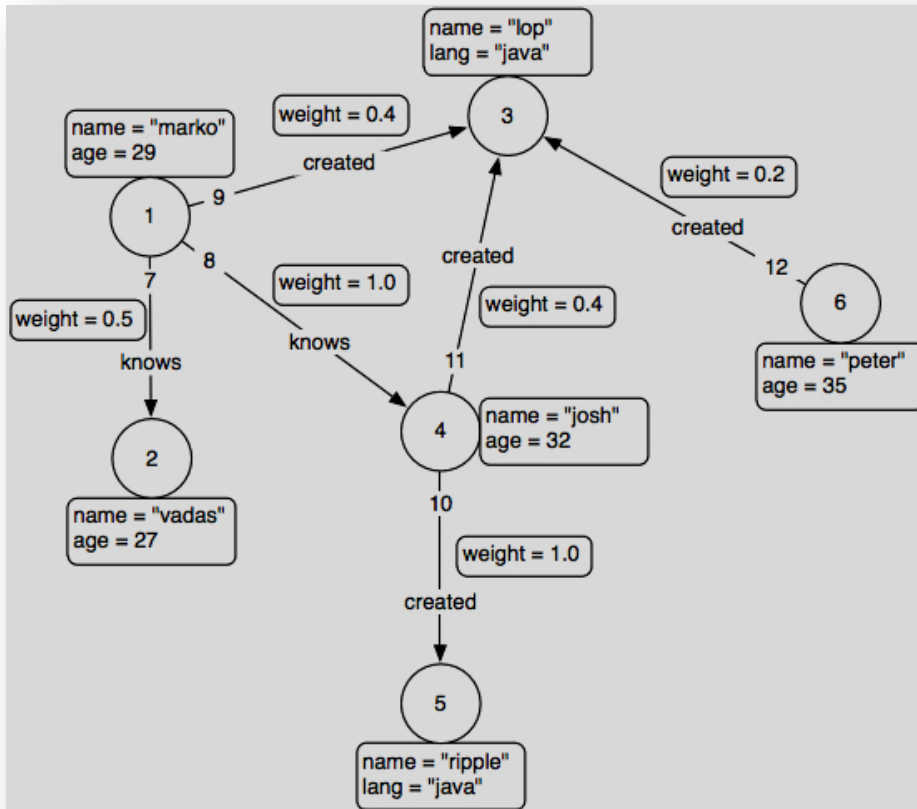 name = "lop"
lang = "java"
3
weight = 0.4
created
name = "marko"
age = 29
1
9
8
7
weight = 0.5
knows
weight = 1.0
knows
created
weight = 0.4
11
weight = 0.2
created
12
6
name = "peter"
age = 35
2
name = "vadas"
age = 27
4
name = "josh"
age = 32
10
weight = 1.0
created
5
name = "ripple"
lang = "java"